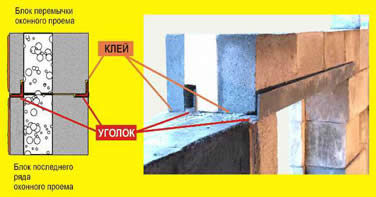 Блок перемычки
оконного проема
КЛЕЙ
УГОЛОК
Блок последнего
ряда
оконного проема